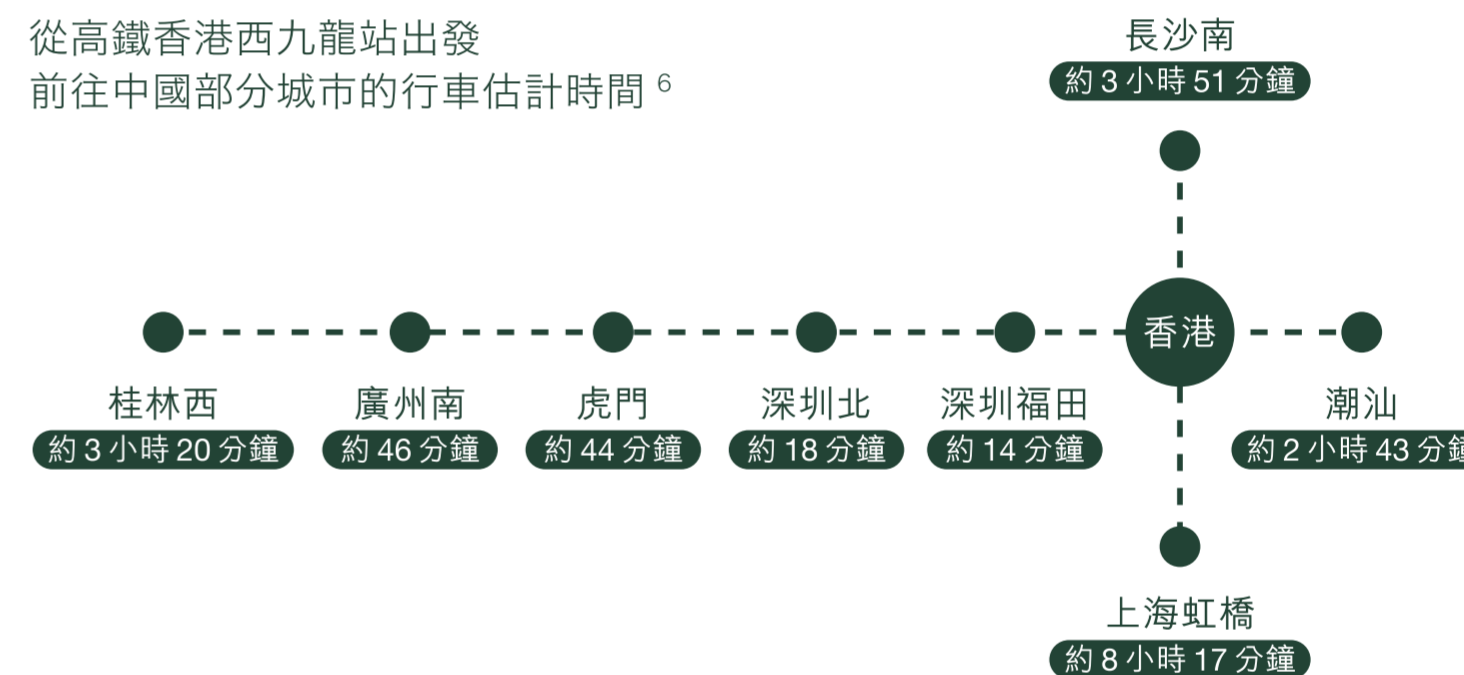 從高鐵香港西九龍站出發
前往中國部分城市的行車估計時間 6
長沙南
約 3 小時 51 分鐘
香港
桂林西
約 3 小時 20 分鐘
廣州南
約 46 分鐘
虎門
約 44 分鐘
深圳北
約 18 分鐘
深圳福田
約 14 分鐘
潮汕
約 2 小時 43 分鐘
上海虹橋
約 8 小時 17 分鐘